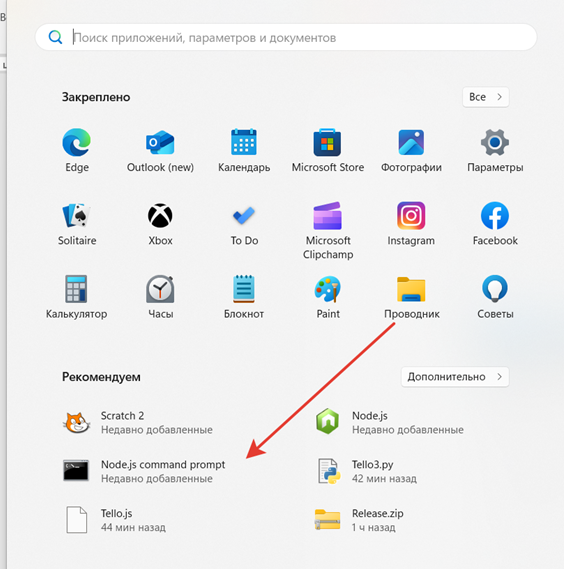 Поиск приложений, параметров и документов
Закреплено
Все
Edge
Outlook (new)
Календарь
Microsoft Store
Фотографии
Параметры
Solitaire
Xbox
To Do
Microsoft
Clipchamp
Instagram
Facebook
Калькулятор
Часы
Блокнот
Paint
Проводник
Советы
Рекомендуем
Дополнительно
Scratch 2
Недавно добавленные
Node.js
Недавно добавленные
Node.js command prompt
Недавно добавленные
Tello3.py
42 мин назад
Tello.js
44 мин назад
Release.zip
1 ч назад